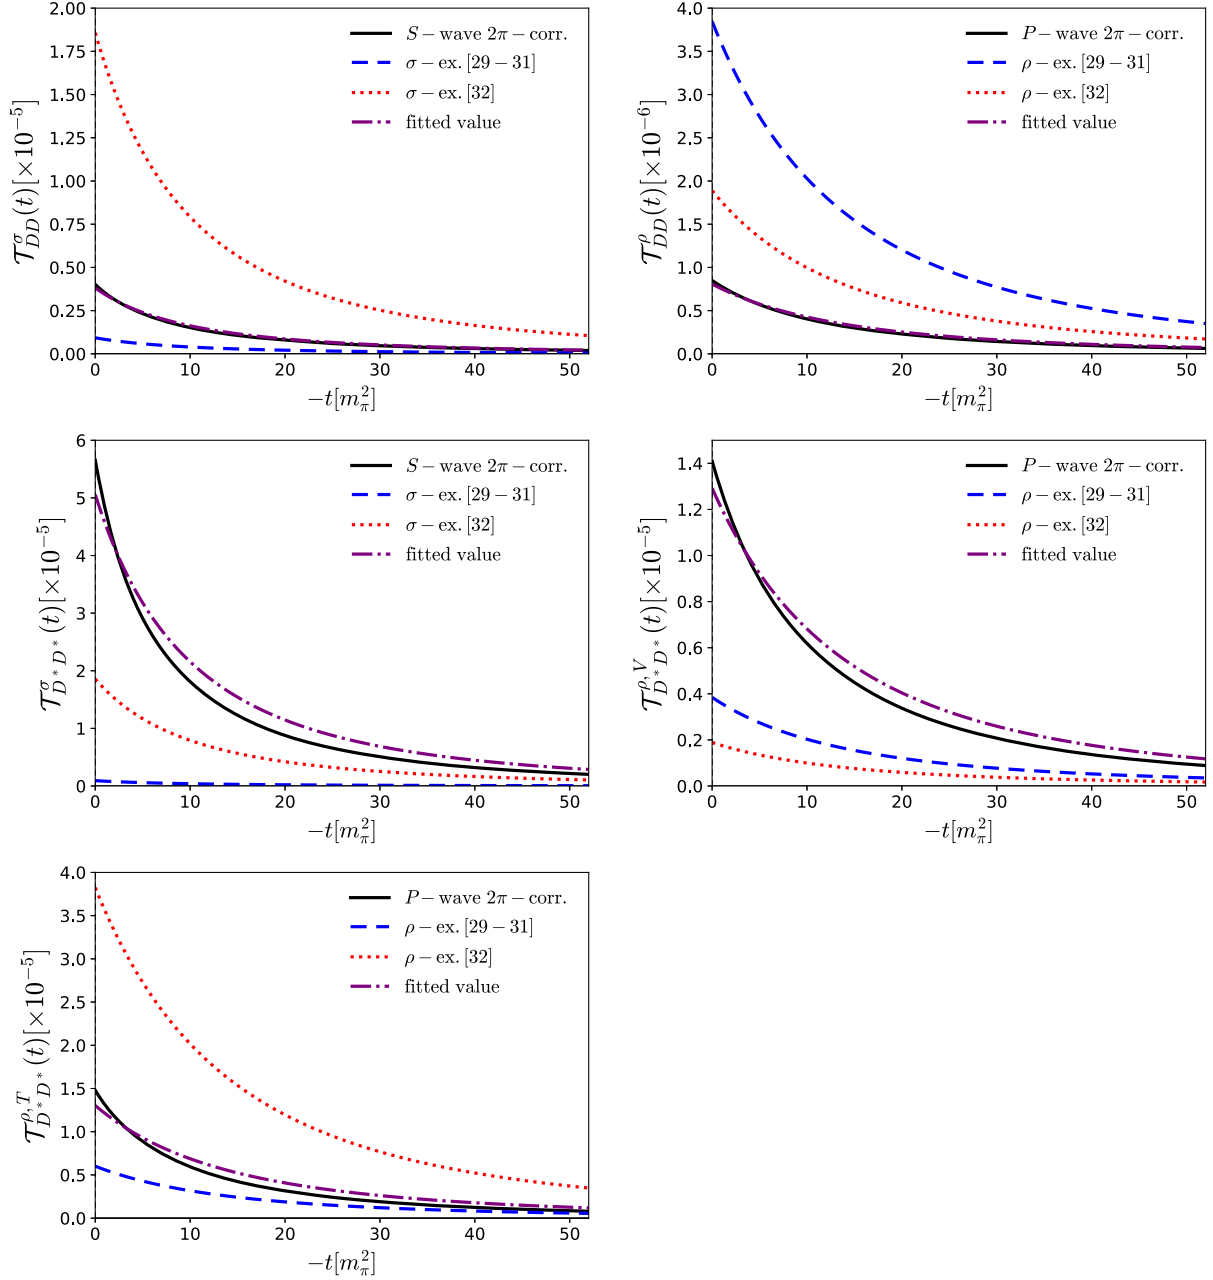 2.00
1.75
1.50
1.25
1.00
0.75
0.50
0.25
0.00
0 10 20 30 40 50
𝒯^σ_{DD}(t)[×10^{−5}]
−t[m_π^2]
S − wave 2π − corr.
σ − ex. [29 − 31]
σ − ex. [32]
fitted value
4.0
3.5
3.0
2.5
2.0
1.5
1.0
0.5
0.0
0 10 20 30 40 50
𝒯^ρ_{DD}(t)[×10^{−6}]
−t[m_π^2]
P − wave 2π − corr.
ρ − ex. [29 − 31]
ρ − ex. [32]
fitted value
6
5
4
3
2
1
0
0 10 20 30 40 50
𝒯^σ_{D*D*}(t)[×10^{−5}]
−t[m_π^2]
S − wave 2π − corr.
σ − ex. [29 − 31]
σ − ex. [32]
fitted value
1.4
1.2
1.0
0.8
0.6
0.4
0.2
0.0
0 10 20 30 40 50
𝒯^{ρ,V}_{D*D*}(t)[×10^{−5}]
−t[m_π^2]
P − wave 2π − corr.
ρ − ex. [29 − 31]
ρ − ex. [32]
fitted value
4.0
3.5
3.0
2.5
2.0
1.5
1.0
0.5
0.0
0 10 20 30 40 50
𝒯^{ρ,T}_{D*D*}(t)[×10^{−5}]
−t[m_π^2]
P − wave 2π − corr.
ρ − ex. [29 − 31]
ρ − ex. [32]
fitted value